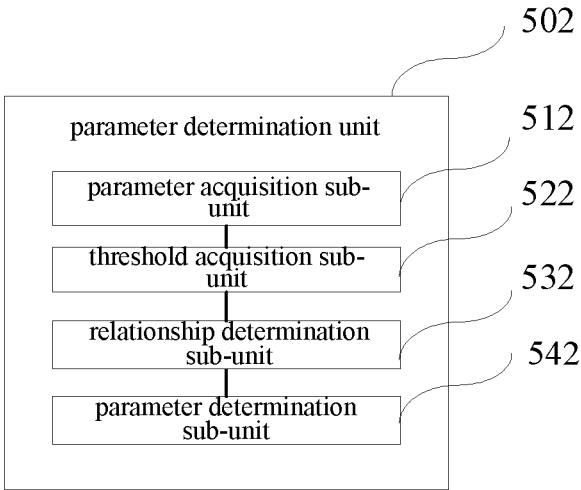 502
parameter determination unit
512
parameter acquisition sub-
unit
522
threshold acquisition sub-
unit
532
relationship determination
sub-unit
542
parameter determination
sub-unit